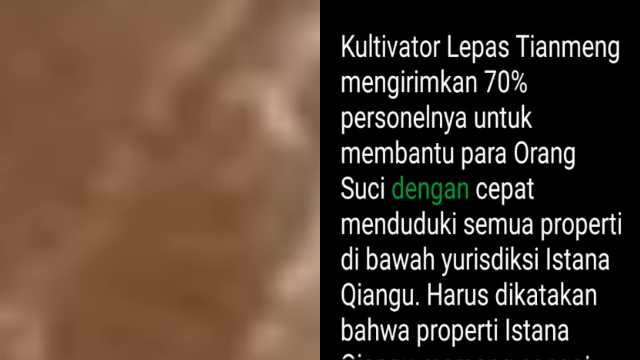 Kultivator Lepas Tianmeng
mengirimkan 70%
personelnya untuk
membantu para Orang
Suci dengan cepat
menduduki semua properti
di bawah yurisdiksi Istana
Qiangu. Harus dikatakan
bahwa properti Istana